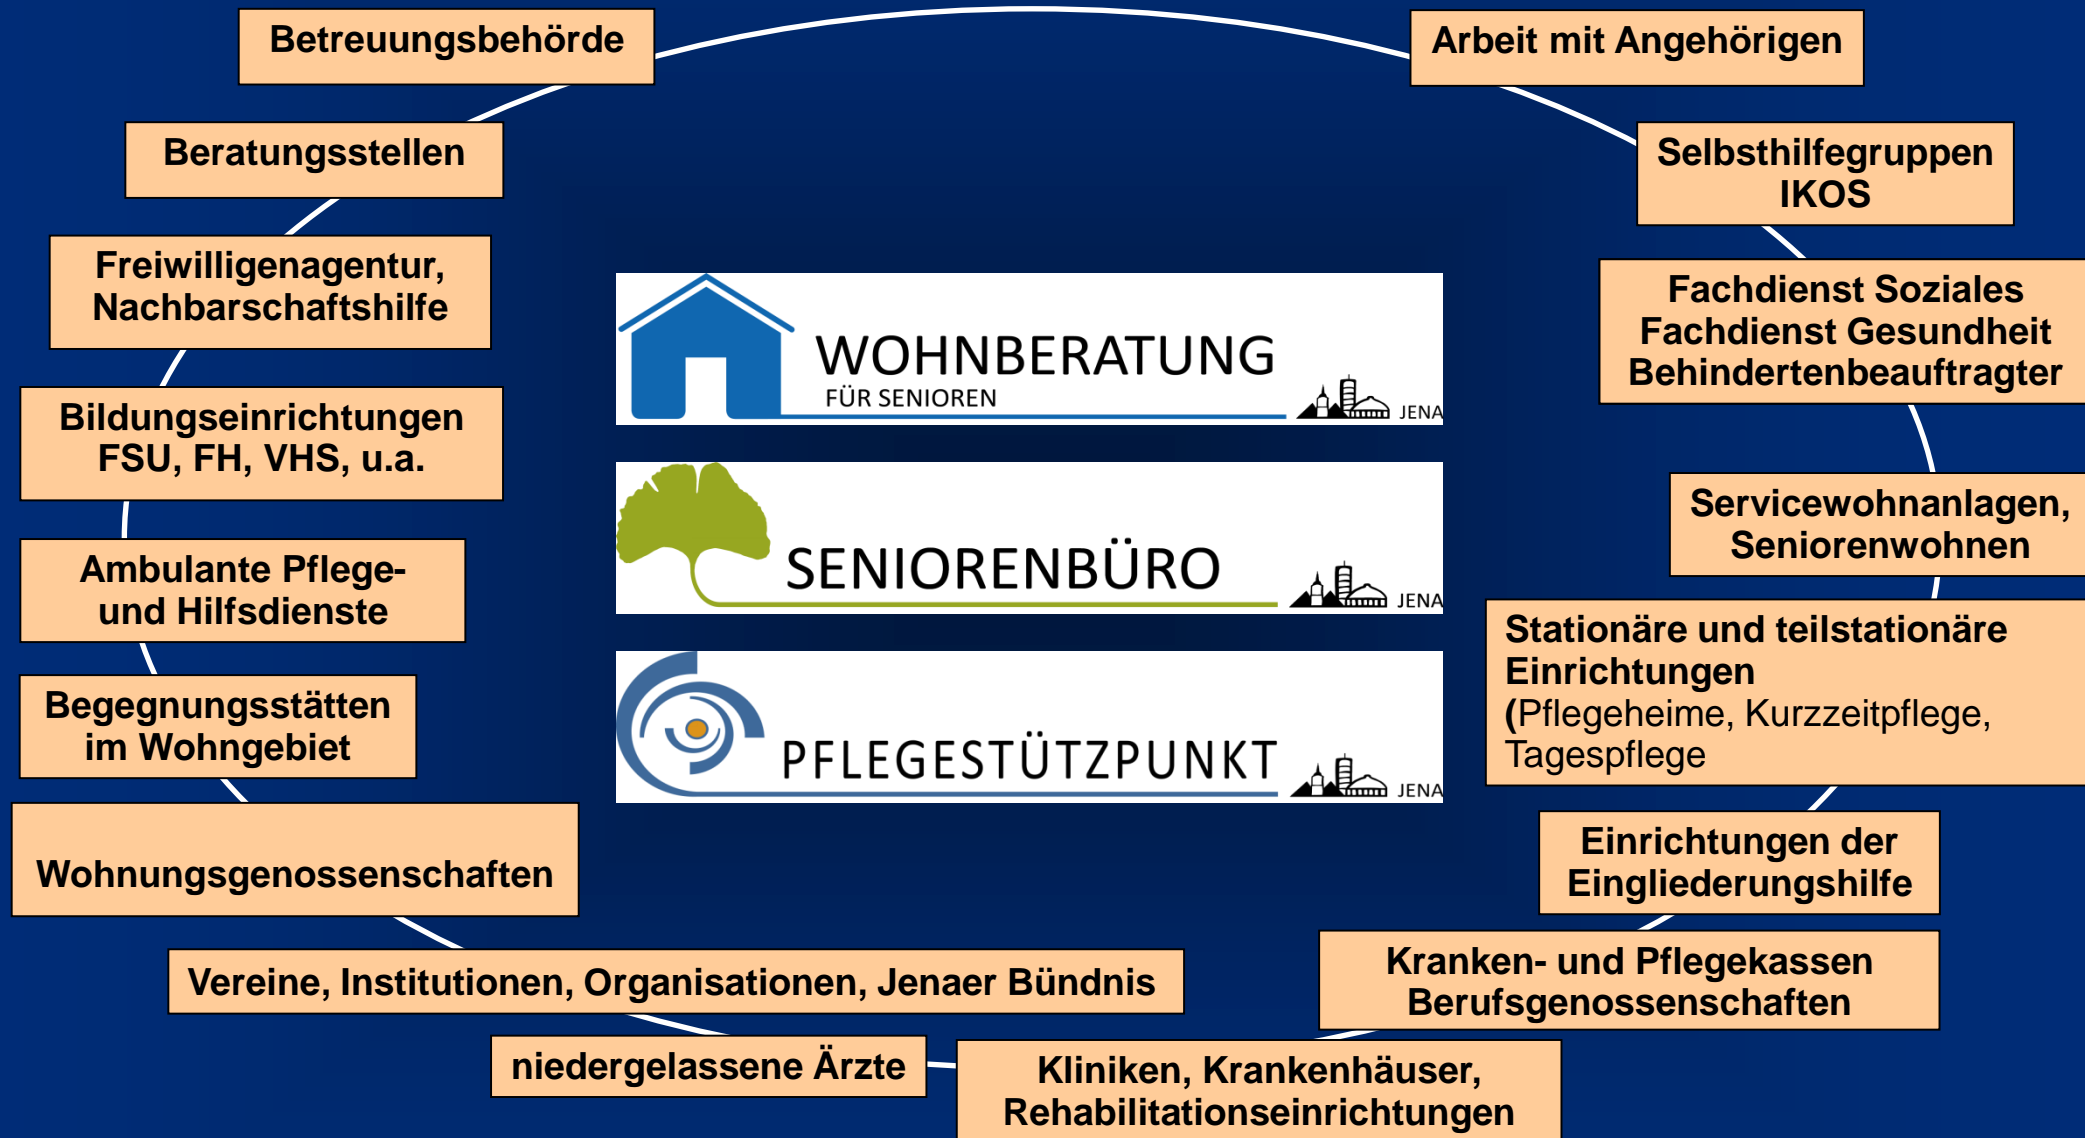 Betreuungsbehörde
Arbeit mit Angehörigen
Beratungsstellen
Selbsthilfegruppen
IKOS
Freiwilligenagentur,
Nachbarschaftshilfe
Fachdienst Soziales
Fachdienst Gesundheit
Behindertenbeauftragter
WOHNBERATUNG
FÜR SENIOREN
JENA
Bildungseinrichtungen
FSU, FH, VHS, u.a.
Servicewohnanlagen,
Seniorenwohnen
SENIORENBÜRO
JENA
Ambulante Pflege-
und Hilfsdienste
Stationäre und teilstationäre
Einrichtungen
(Pflegeheime, Kurzzeitpflege,
Tagespflege
Begegnungsstätten
im Wohngebiet
PFLEGESTÜTZPUNKT
JENA
Wohnungsgenossenschaften
Einrichtungen der
Eingliederungshilfe
Vereine, Institutionen, Organisationen, Jenaer Bündnis
Kranken- und Pflegekassen
Berufsgenossenschaften
niedergelassene Ärzte
Kliniken, Krankenhäuser,
Rehabilitationseinrichtungen